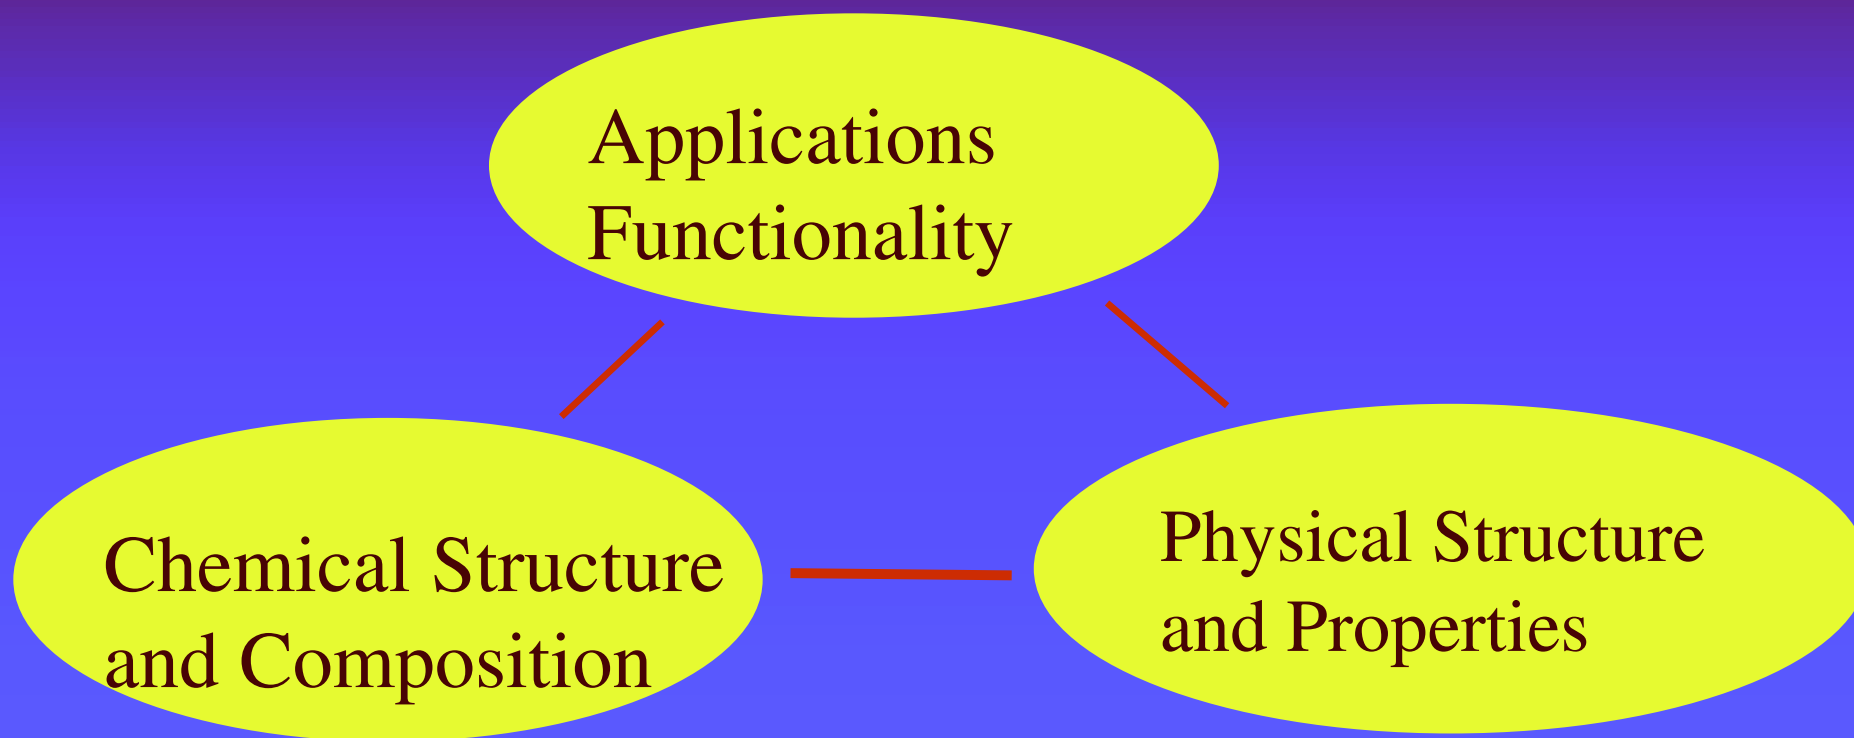 Applications
Functionality
Chemical Structure
and Composition
Physical Structure
and Properties